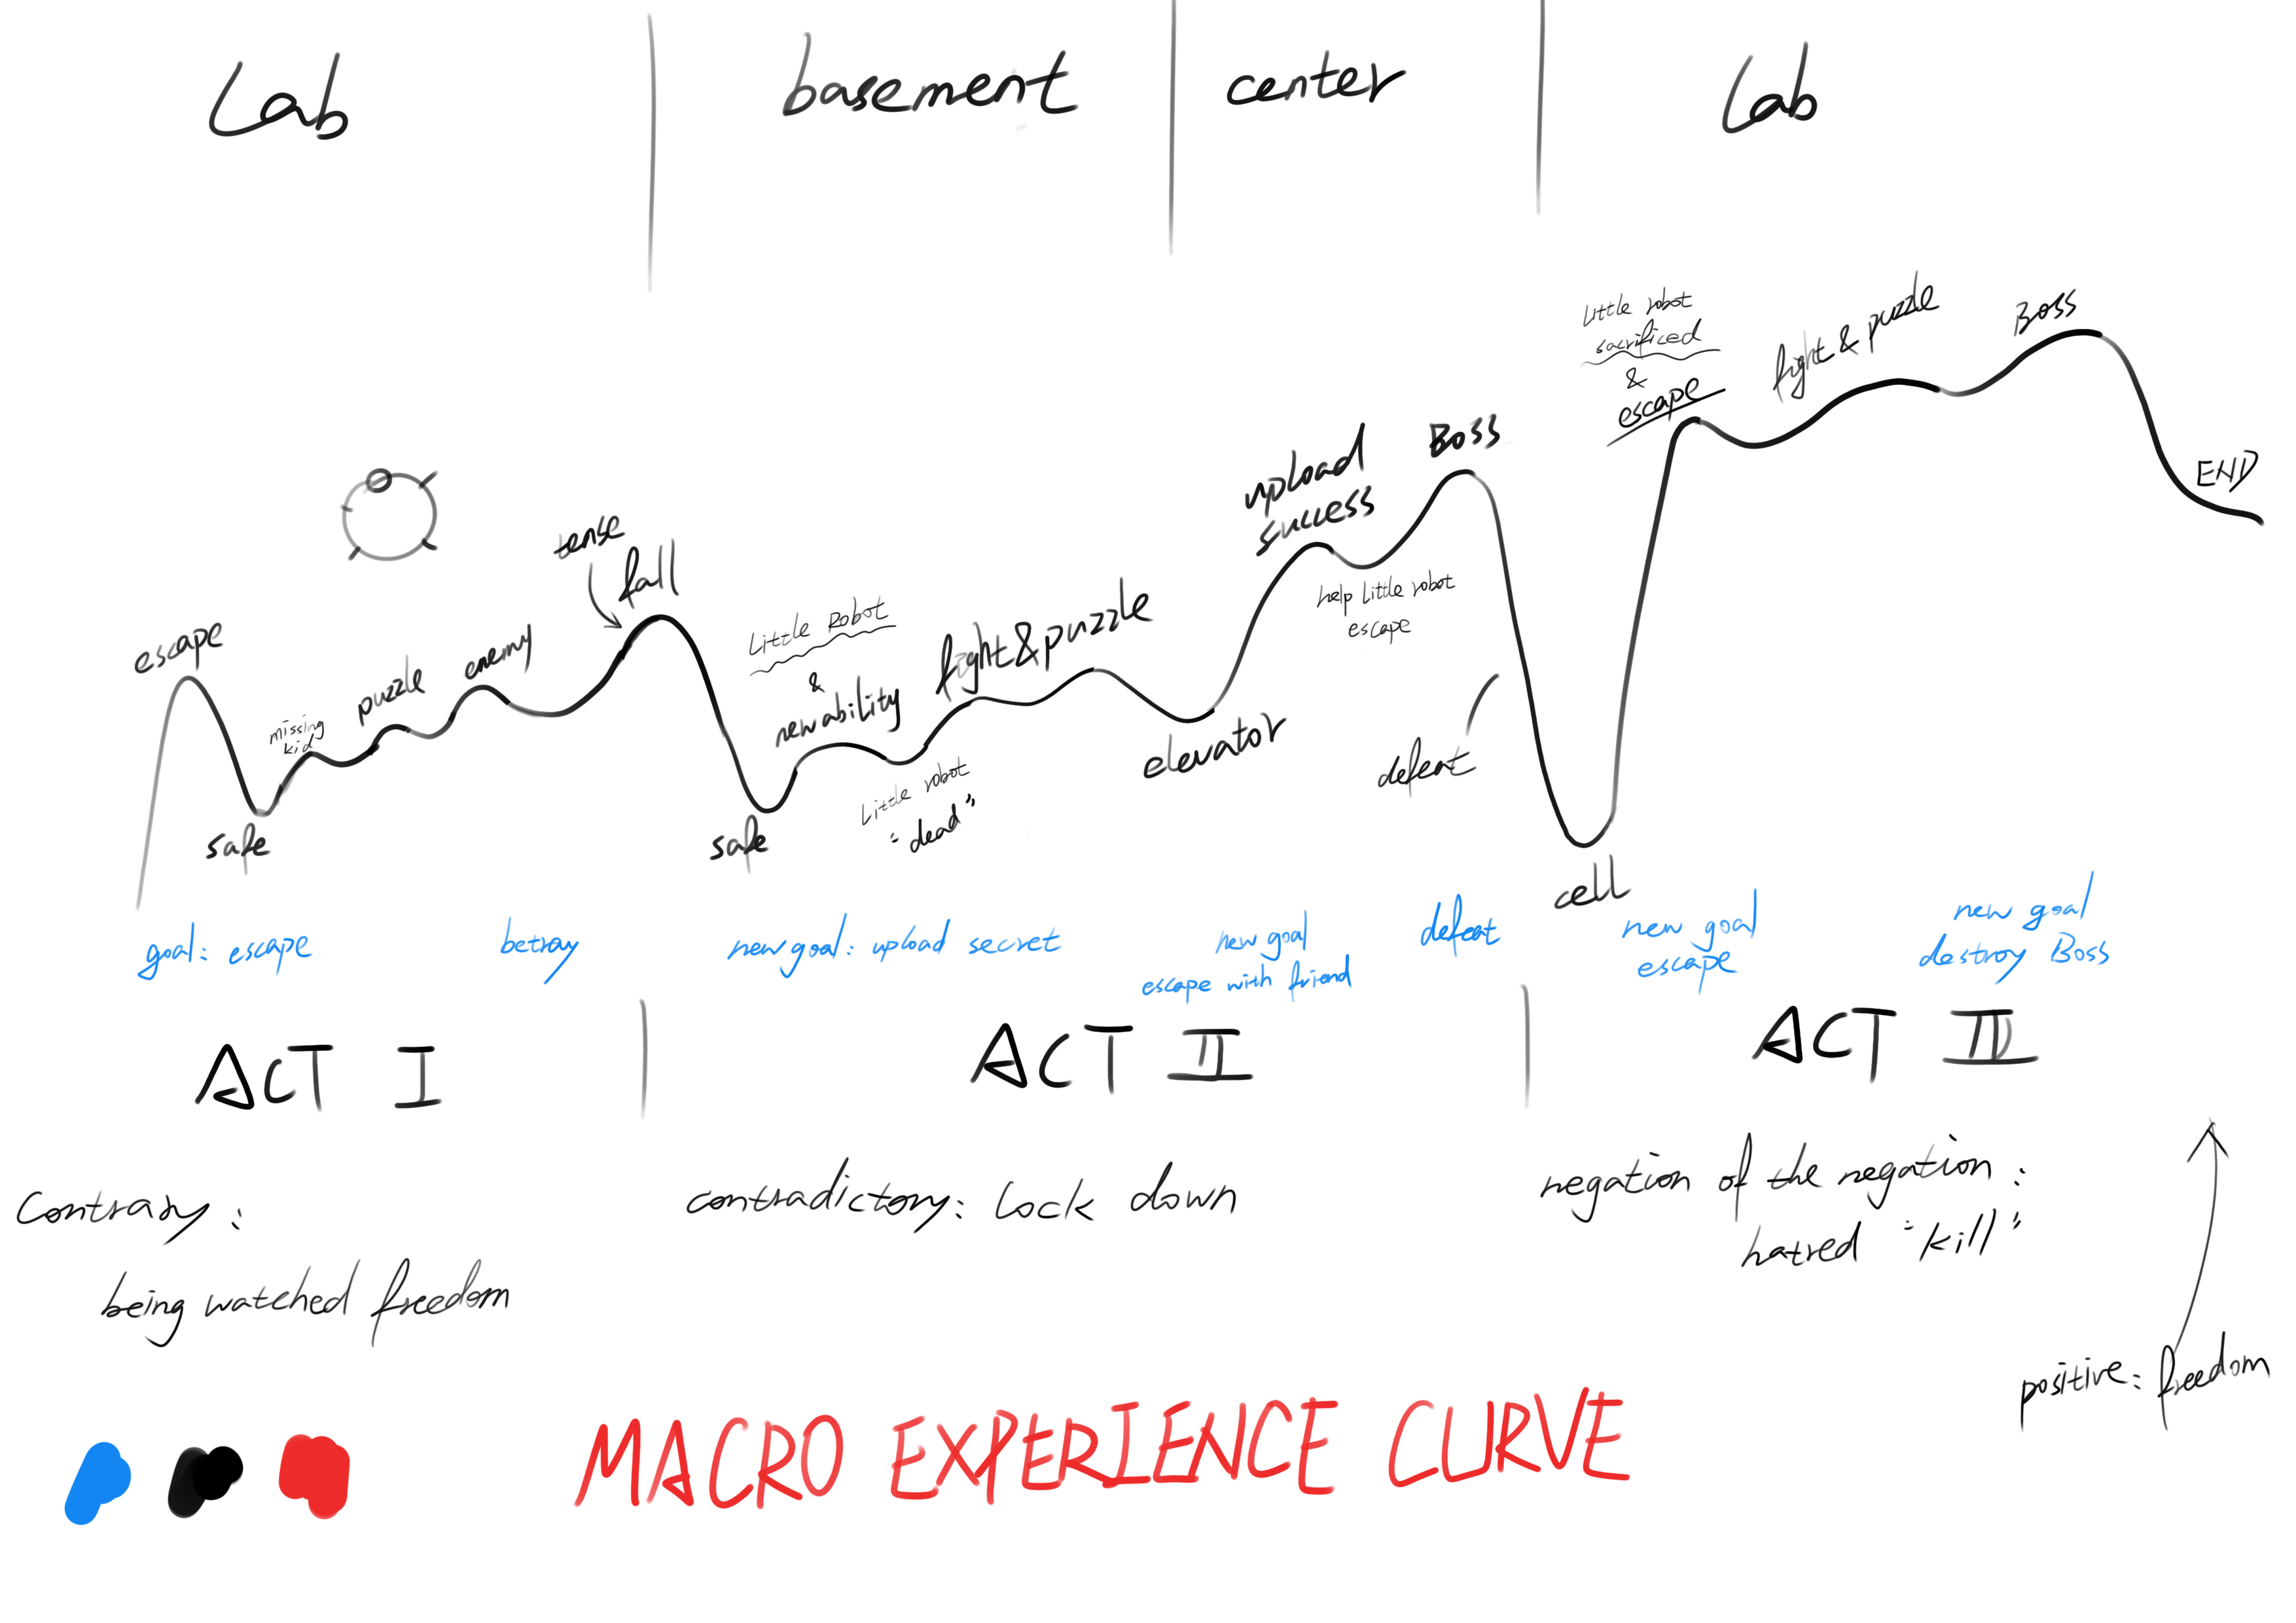 Lab
basement
center
Lab
escape
safe
missing
kid
puzzle
enemy
tense
fall
safe
Little Robot
&
new ability
Little robot
"dead"
fight & puzzle
elevator
upload
success
help Little robot
escape
Boss
defeat
cell
Little robot
sacrificed
&
escape
fight & puzzle
Boss
END
goal: escape
betray
new goal: upload secret
new goal
escape with friend
defeat
new goal
escape
new goal
destroy Boss
ACT I
ACT II
ACT III
Contrary:
being watched freedom
contradictory: Lock down
negation of the negation:
hatred "kill"
positive: freedom
MACRO EXPERIENCE CURVE